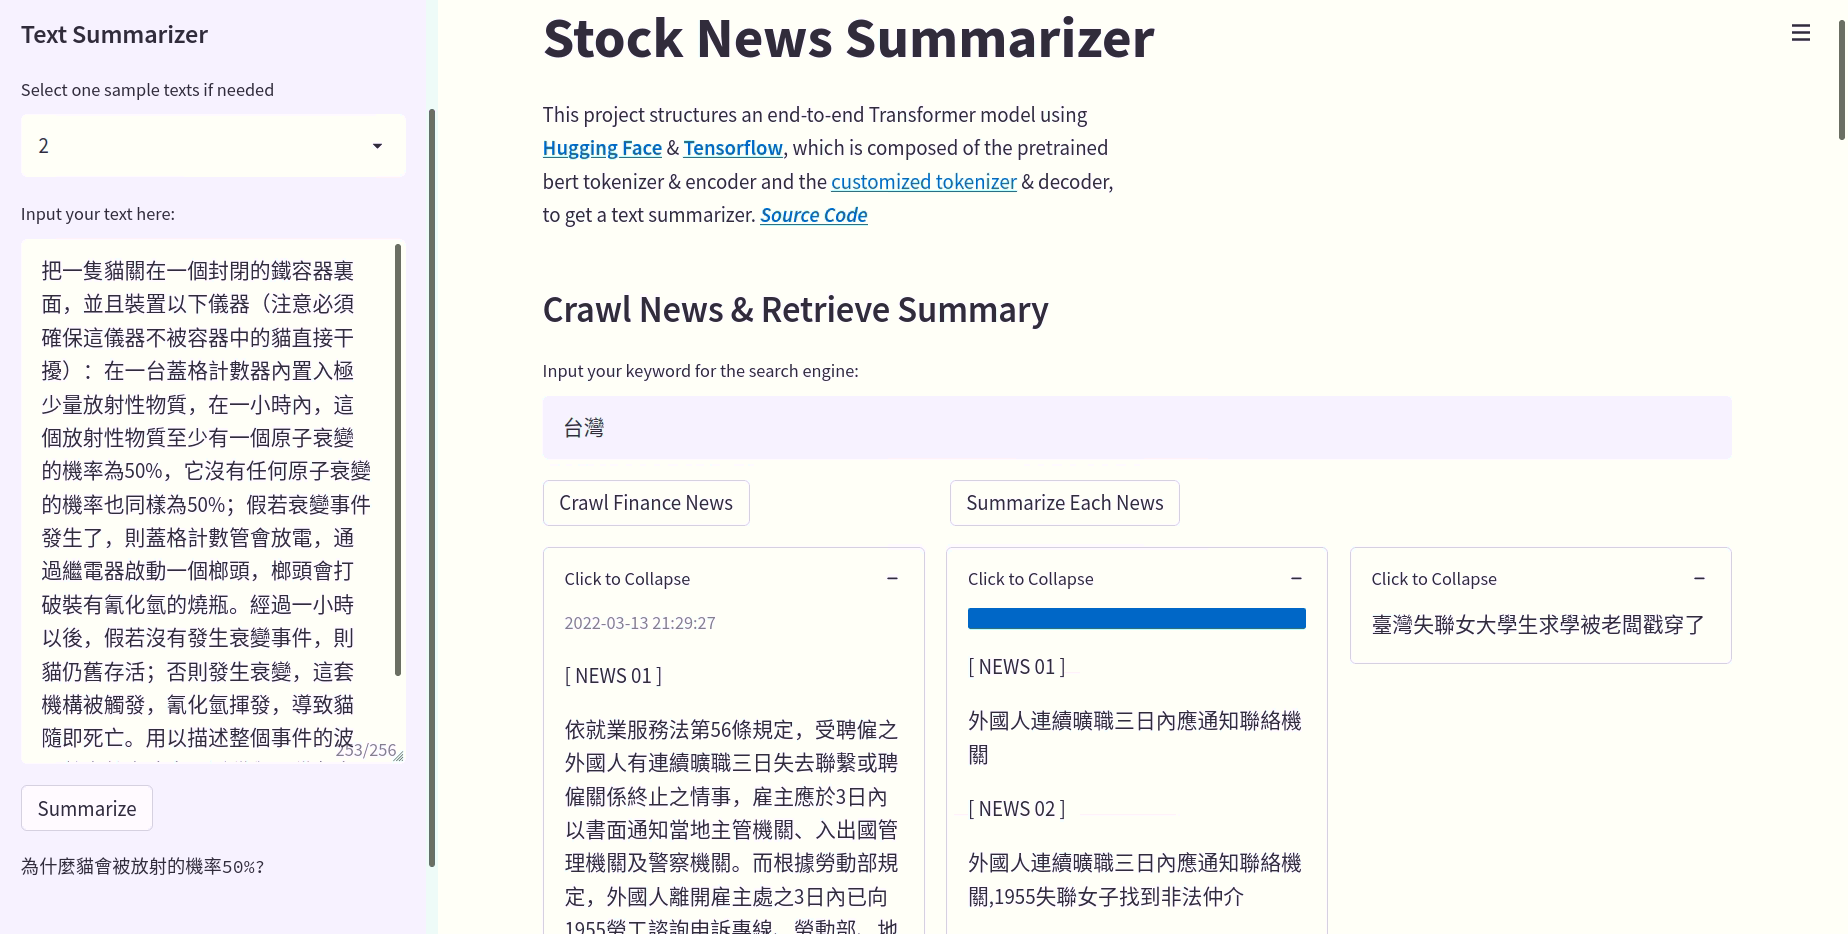 Text Summarizer
Select one sample texts if needed
2
Input your text here:
把一隻貓關在一個封閉的鐵容器裏
面，並且裝置以下儀器（注意必須
確保這儀器不被容器中的貓直接干
擾）：在一台蓋格計數器內置入極
少量放射性物質，在一小時內，這
個放射性物質至少有一個原子衰變
的機率為50%，它沒有任何原子衰變
的機率也同樣為50%；假若衰變事件
發生了，則蓋格計數管會放電，通
過繼電器啟動一個榔頭，榔頭會打
破裝有氰化氫的燒瓶。經過一小時
以後，假若沒有發生衰變事件，則
貓仍舊存活；否則發生衰變，這套
機構被觸發，氰化氫揮發，導致貓
隨即死亡。用以描述整個事件的波
253/256
Summarize
為什麼貓會被放射的機率50%?
Stock News Summarizer
This project structures an end-to-end Transformer model using
Hugging Face & Tensorflow, which is composed of the pretrained
bert tokenizer & encoder and the customized tokenizer & decoder,
to get a text summarizer. Source Code
Crawl News & Retrieve Summary
Input your keyword for the search engine:
台灣
Crawl Finance News
Summarize Each News
Click to Collapse
2022-03-13 21:29:27
[ NEWS 01 ]
依就業服務法第56條規定，受聘僱之
外國人有連續曠職三日失去聯繫或聘
僱關係終止之情事，雇主應於3日內
以書面通知當地主管機關、入出國管
理機關及警察機關。而根據勞動部規
定，外國人離開雇主處之3日內已向
1955勞工諮詢申訴專線、勞動部、地
Click to Collapse
[ NEWS 01 ]
外國人連續曠職三日內應通知聯絡機
關
[ NEWS 02 ]
外國人連續曠職三日內應通知聯絡機
關,1955失聯女子找到非法仲介
Click to Collapse
臺灣失聯女大學生求學被老闆戳穿了